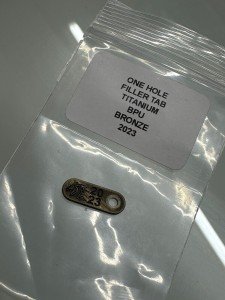 ONE HOLE
FILLER TAB
TITANIUM
BPU
BRONZE
2023